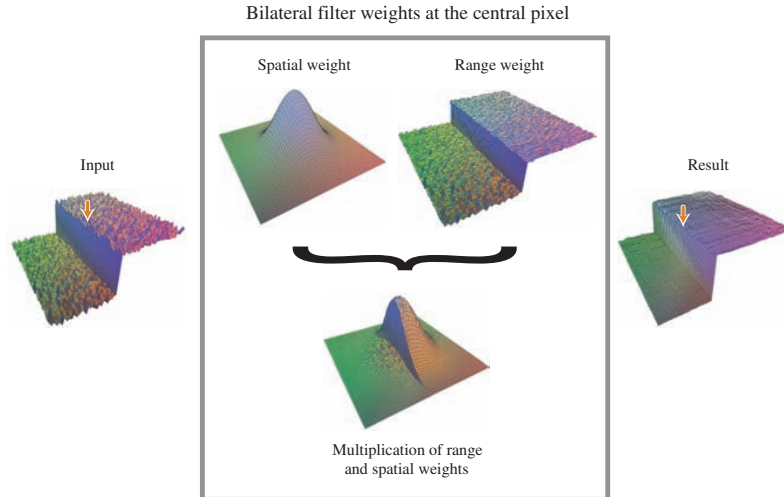 Bilateral filter weights at the central pixel
Spatial weight
Range weight
Input
Result
Multiplication of range
and spatial weights